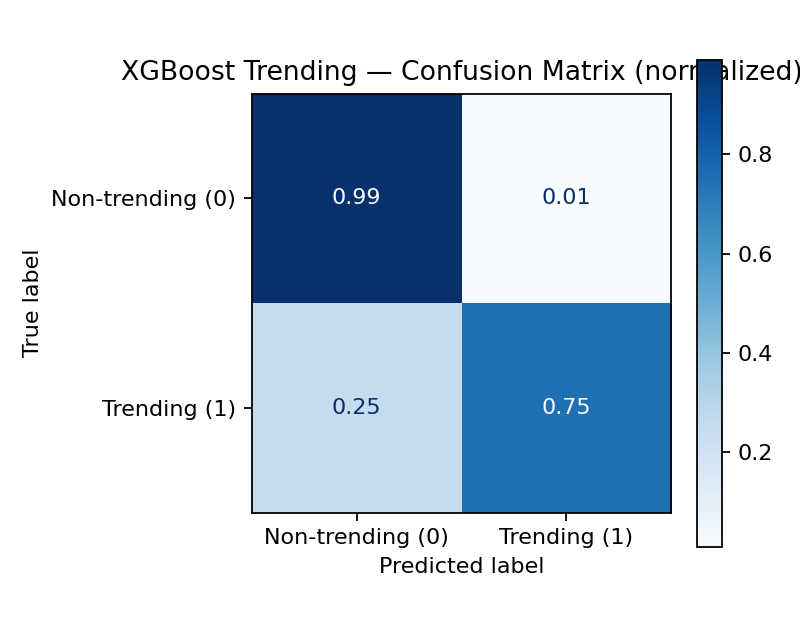 XGBoost Trending — Confusion Matrix (normalized)
Non-trending (0)
0.99
0.01
0.8
0.6
True label
0.4
Trending (1)
0.25
0.75
0.2
Non-trending (0)
Trending (1)
Predicted label